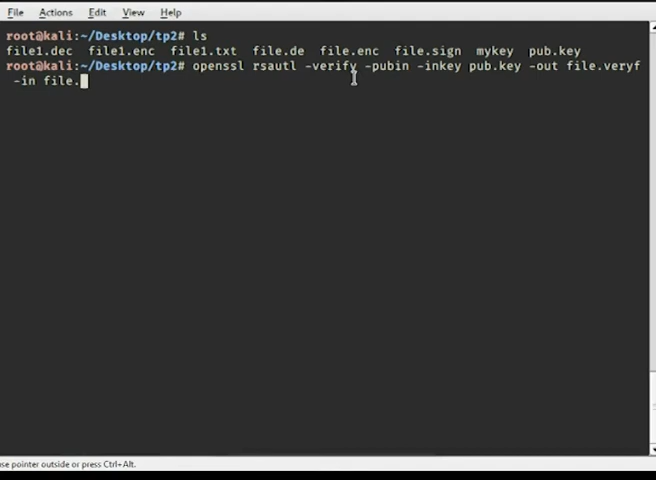 File Actions Edit View Help
root@kali:~/Desktop/tp2# ls
file1.dec file1.enc file1.txt file.de file.enc file.sign mykey pub.key
root@kali:~/Desktop/tp2# openssl rsautl -verify -pubin -inkey pub.key -out file.veryf
-in file.
use pointer outside or press Ctrl+Alt.